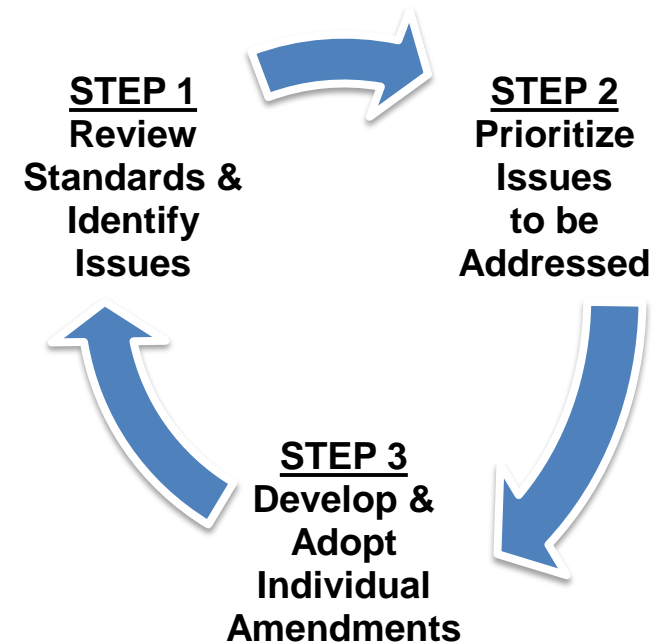 STEP 1
Review
Standards &
Identify
Issues
STEP 2
Prioritize
Issues
to be
Addressed
STEP 3
Develop &
Adopt
Individual
Amendments